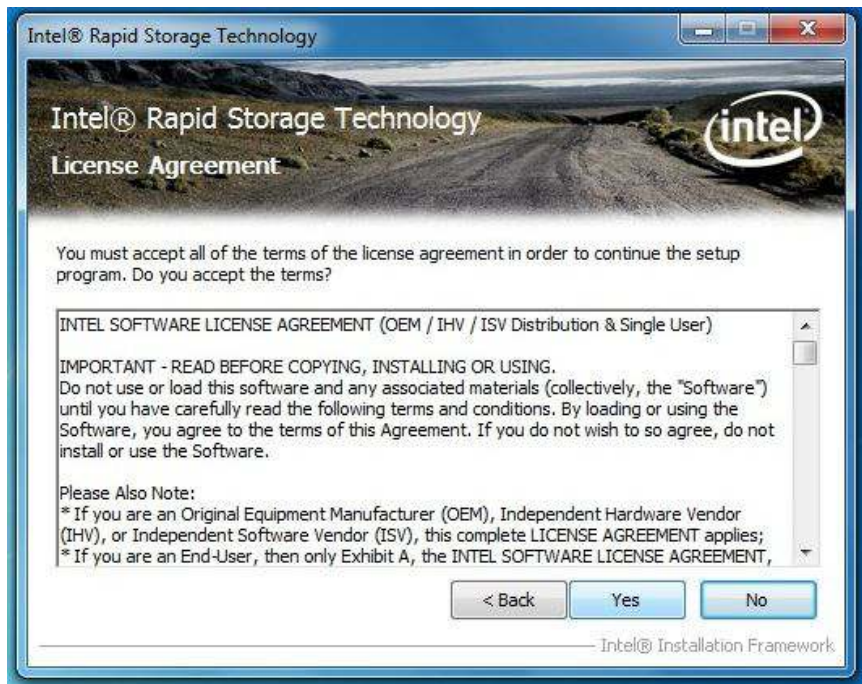 Intel® Rapid Storage Technology
Intel® Rapid Storage Technology
intel
License Agreement
You must accept all of the terms of the license agreement in order to continue the setup
program. Do you accept the terms?
INTEL SOFTWARE LICENSE AGREEMENT (OEM / IHV / ISV Distribution & Single User)
IMPORTANT - READ BEFORE COPYING, INSTALLING OR USING.
Do not use or load this software and any associated materials (collectively, the "Software")
until you have carefully read the following terms and conditions. By loading or using the
Software, you agree to the terms of this Agreement. If you do not wish to so agree, do not
install or use the Software.
Please Also Note:
* If you are an Original Equipment Manufacturer (OEM), Independent Hardware Vendor
(IHV), or Independent Software Vendor (ISV), this complete LICENSE AGREEMENT applies;
* If you are an End-User, then only Exhibit A, the INTEL SOFTWARE LICENSE AGREEMENT,
< Back
Yes
No
Intel® Installation Framework